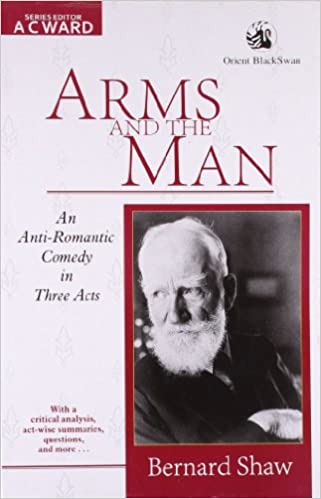 SERIES EDITOR
A C WARD
Orient BlackSwan
ARMS
AND THE
MAN
An
Anti-Romantic
Comedy
in
Three Acts
With a
critical analysis,
act-wise summaries,
questions,
and more . . .
Bernard Shaw